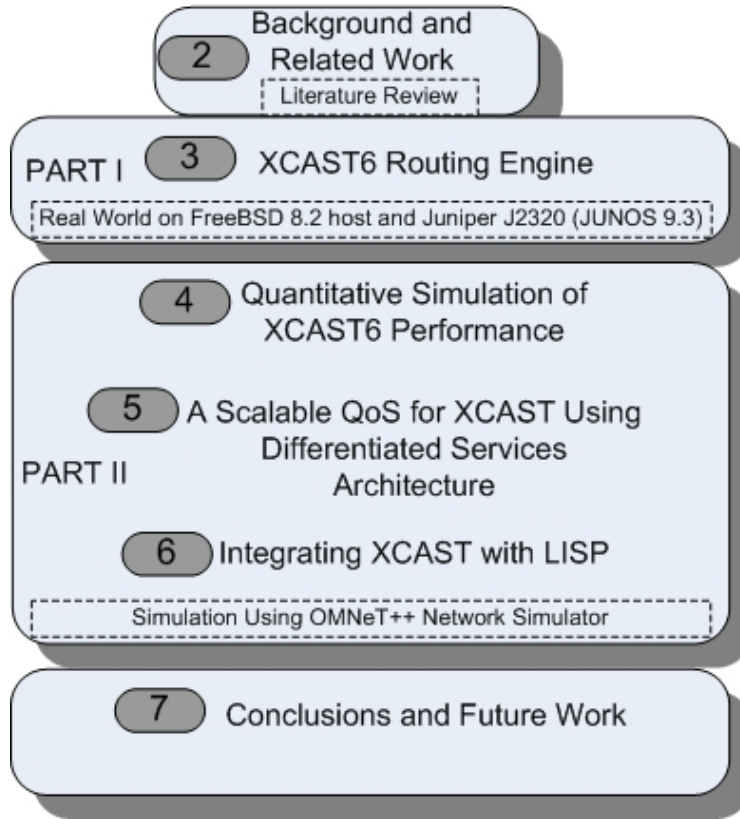 Background and
2 Related Work
Literature Review
PART I 3 XCAST6 Routing Engine
Real World on FreeBSD 8.2 host and Juniper J2320 (JUNOS 9.3)
4 Quantitative Simulation of
XCAST6 Performance
5 A Scalable QoS for XCAST Using
Differentiated Services
PART II
Architecture
6 Integrating XCAST with LISP
Simulation Using OMNeT++ Network Simulator
7 Conclusions and Future Work